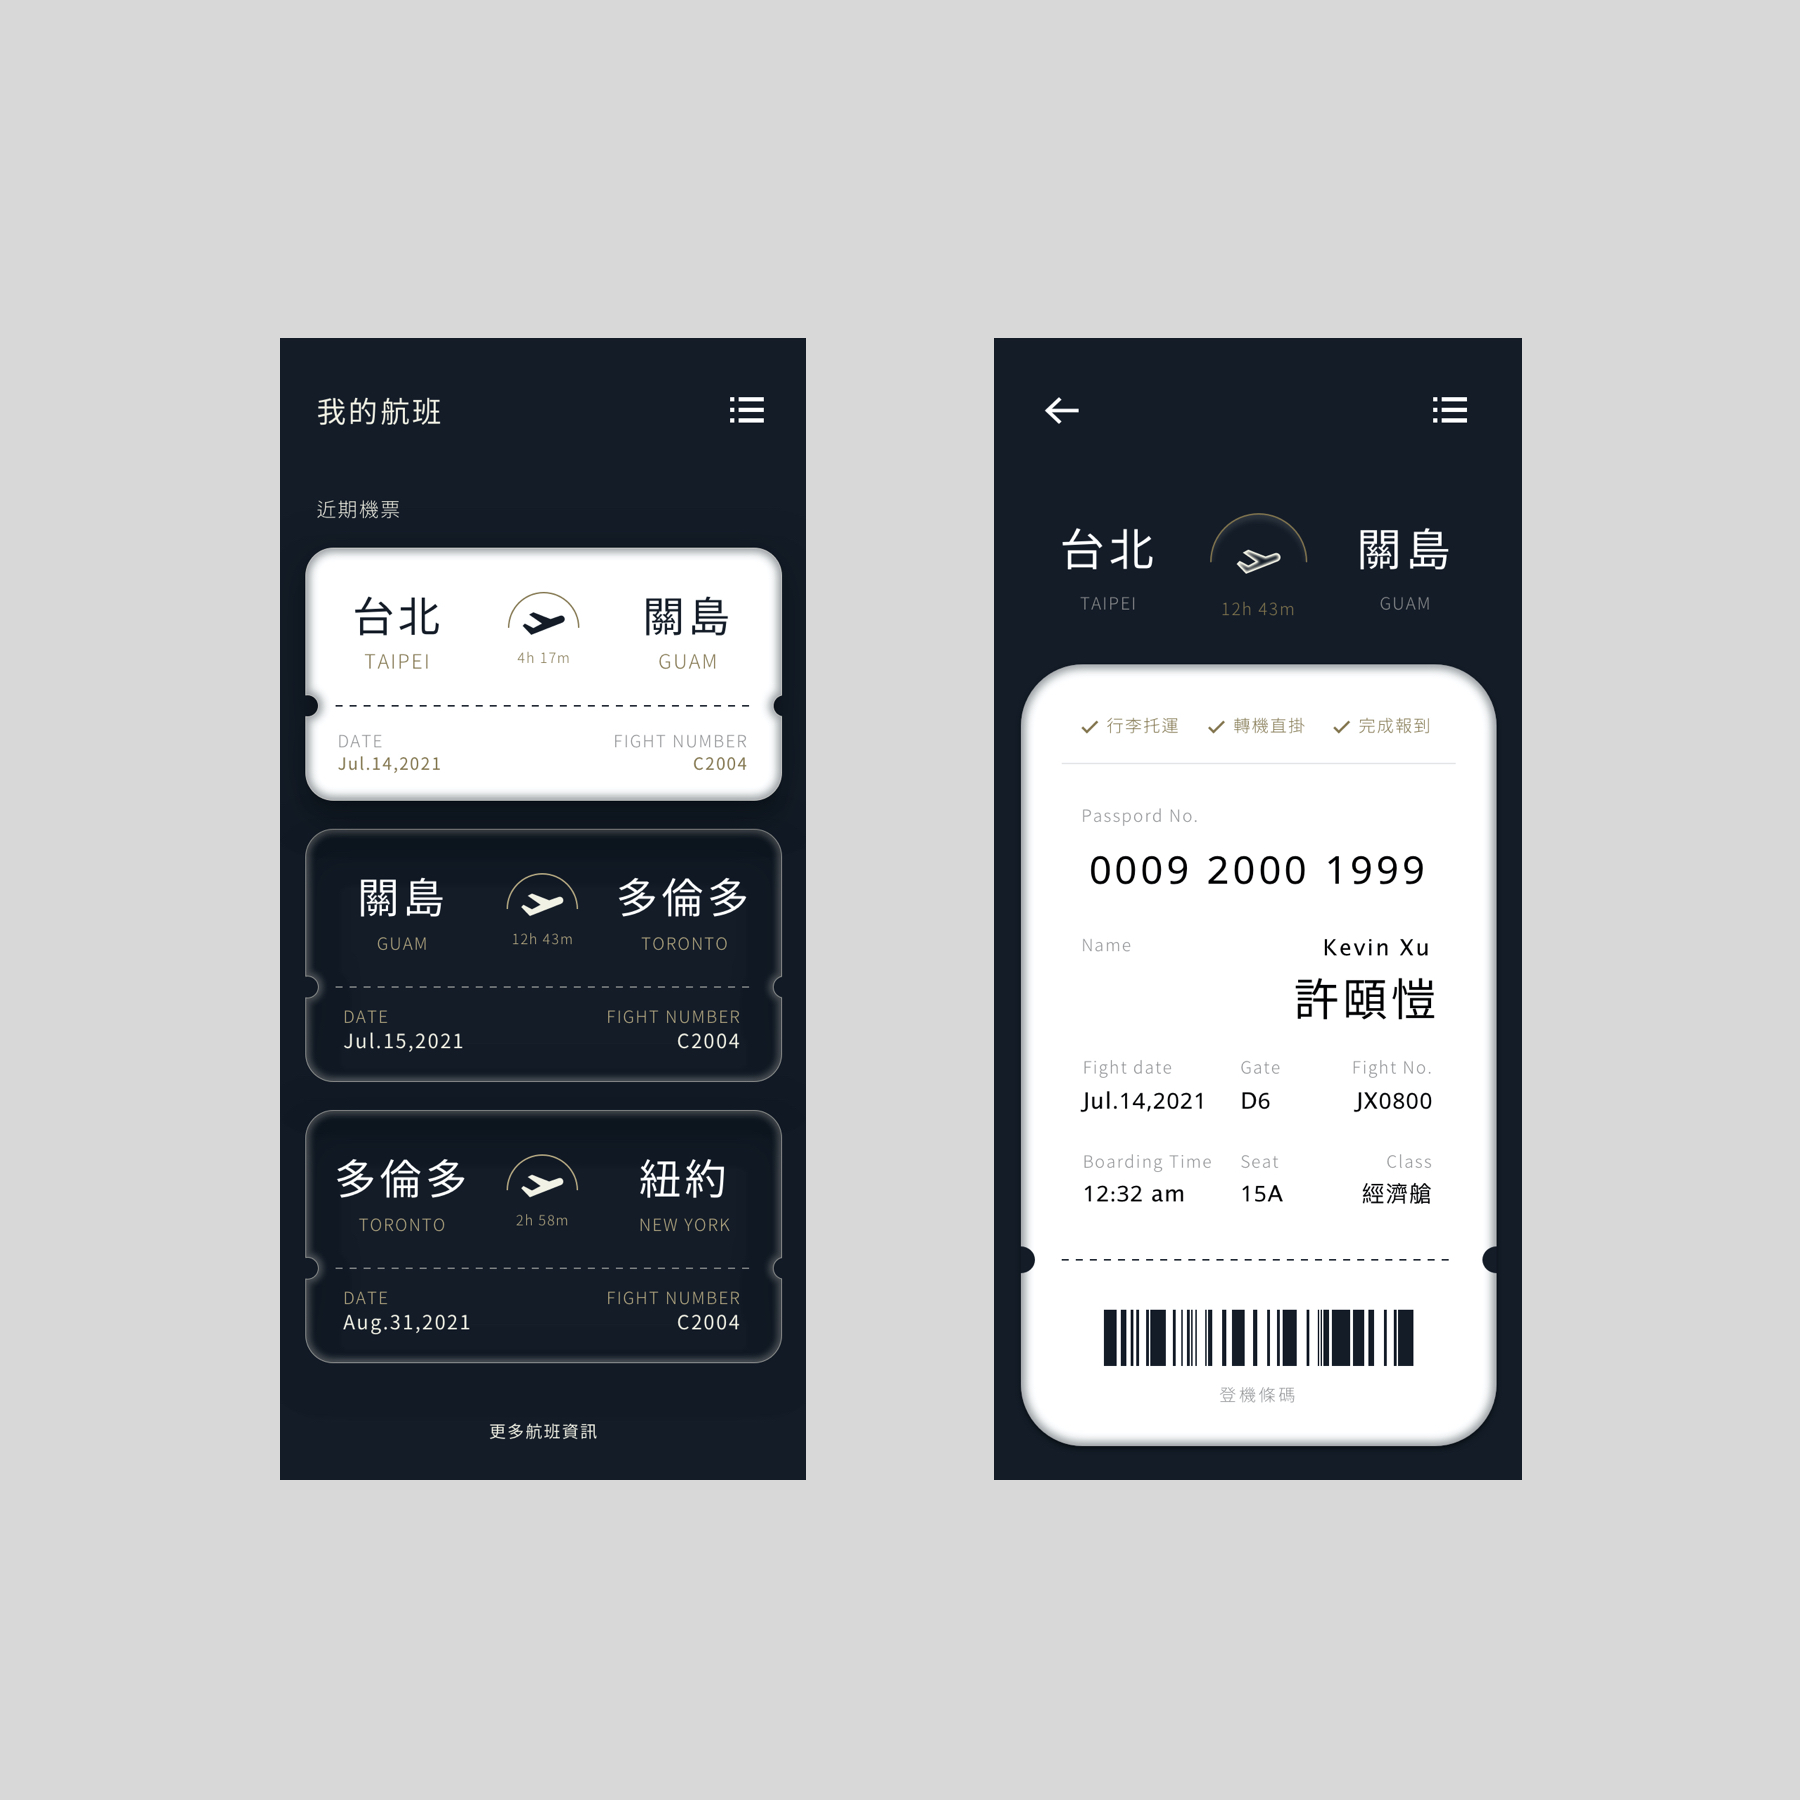 我的航班
近期機票
台北 關島
TAIPEI 4h 17m GUAM
DATE FIGHT NUMBER
Jul.14,2021 C2004
關島 多倫多
GUAM 12h 43m TORONTO
DATE FIGHT NUMBER
Jul.15,2021 C2004
多倫多 紐約
TORONTO 2h 58m NEW YORK
DATE FIGHT NUMBER
Aug.31,2021 C2004
更多航班資訊
台北 關島
TAIPEI 12h 43m GUAM
行李托運 轉機直掛 完成報到
Passpord No.
0009 2000 1999
Name Kevin Xu
許頤愷
Fight date Gate Fight No.
Jul.14,2021 D6 JX0800
Boarding Time Seat Class
12:32 am 15A 經濟艙
登機條碼